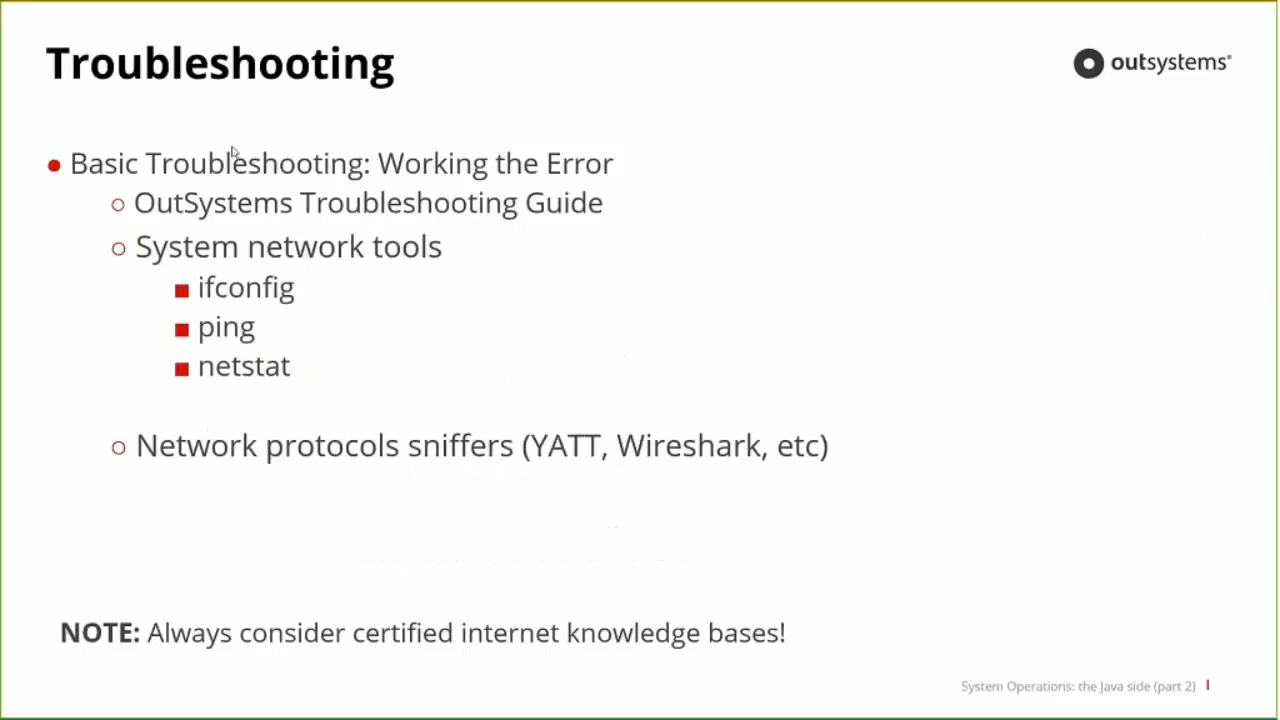 Troubleshooting
outsystems®
Basic Troubleshooting: Working the Error
OutSystems Troubleshooting Guide
System network tools
ifconfig
ping
netstat
Network protocols sniffers (YATT, Wireshark, etc)
NOTE: Always consider certified internet knowledge bases!
System Operations: the Java side (part 2)